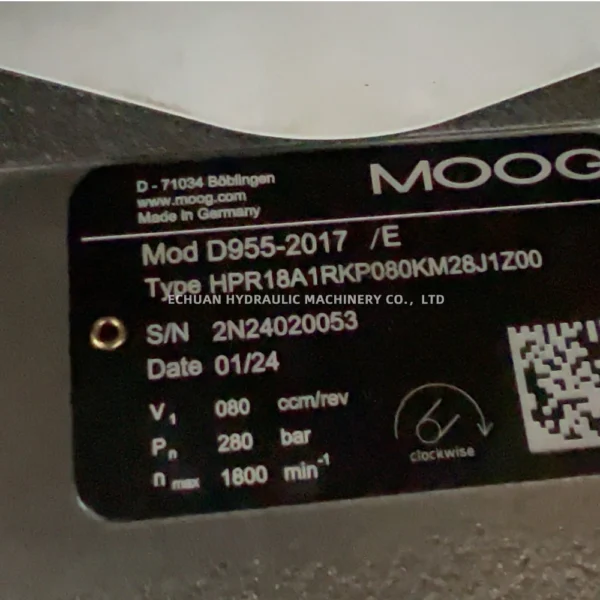 D - 71034 Böblingen
www.moog.com
Made in Germany
MOOG
Mod D955-2017 /E
Type HPR18A1RKP080KM28J1Z00
ECHUAN HYDRAULIC MACHINERY CO., LTD
S/N 2N24020053
Date 01/24
V1 080 ccm/rev
Pn 280 bar
n max 1800 min-1
clockwise